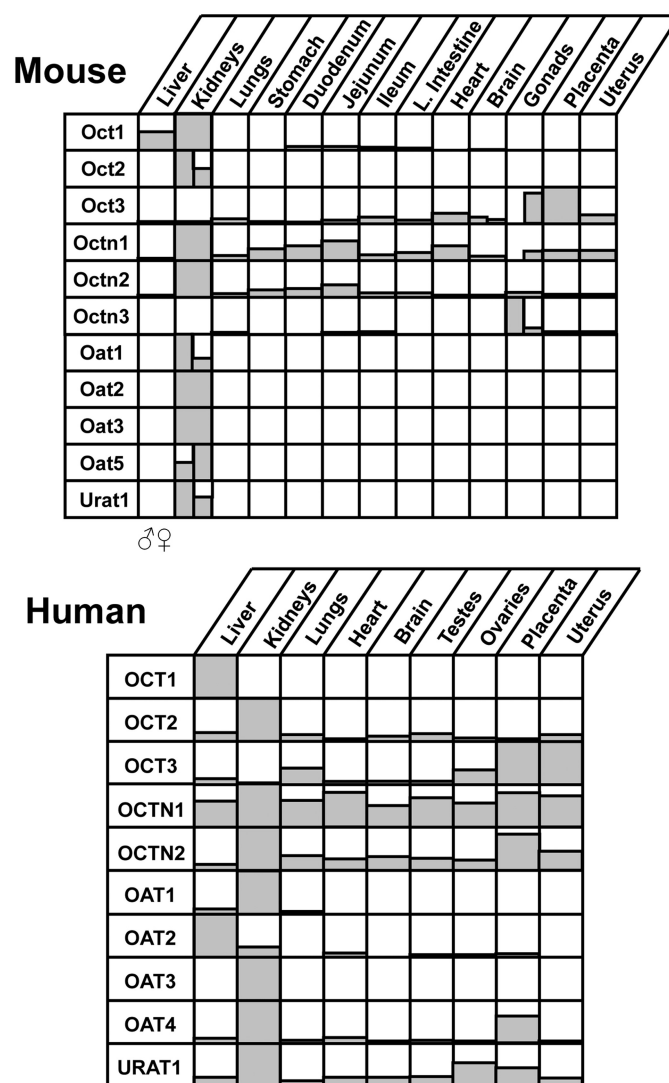 Mouse
Liver
Kidneys
Lungs
Stomach
Duodenum
Jejunum
Ileum
L. Intestine
Heart
Brain
Gonads
Placenta
Uterus
Oct1
Oct2
Oct3
Octn1
Octn2
Octn3
Oat1
Oat2
Oat3
Oat5
Urat1
♂♀
Human
Liver
Kidneys
Lungs
Heart
Brain
Testes
Ovaries
Placenta
Uterus
OCT1
OCT2
OCT3
OCTN1
OCTN2
OAT1
OAT2
OAT3
OAT4
URAT1